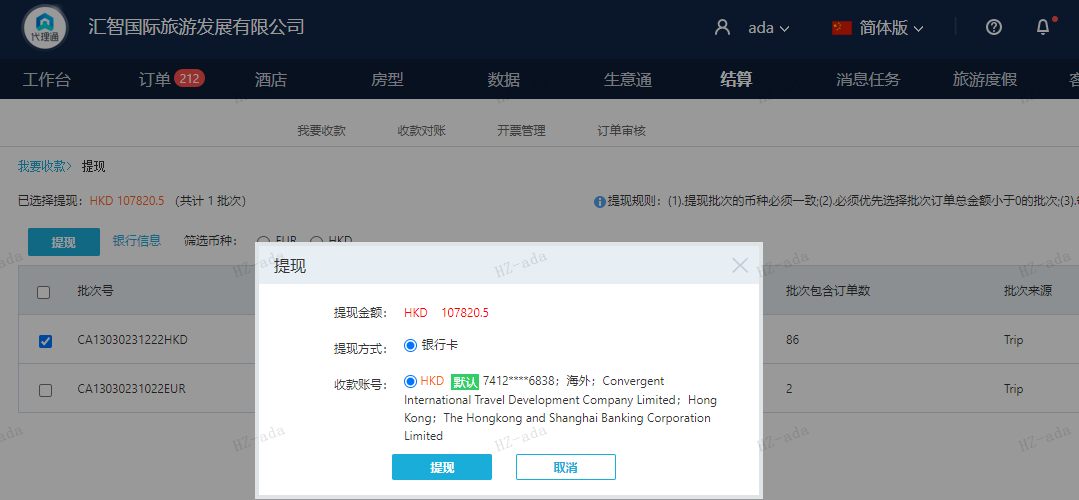 代理通
汇智国际旅游发展有限公司
ada
简体版
工作台
订单 212
酒店
房型
数据
生意通
结算
消息任务
旅游度假
我要收款
收款对账
开票管理
订单审核
我要收款> 提现
已选择提现：HKD 107820.5 (共计 1 批次)
提现规则：(1).提现批次的币种必须一致;(2).必须优先选择批次订单总金额小于0的批次;(3).
提现
银行信息
筛选币种：
EUR
HKD
批次号
批次包含订单数
批次来源
CA13030231222HKD
86
Trip
CA13030231022EUR
2
Trip
提现
提现金额： HKD 107820.5
提现方式： 银行卡
收款账号： HKD 默认 7412****6838；海外；Convergent
International Travel Development Company Limited；Hong
Kong；The Hongkong and Shanghai Banking Corporation
Limited
提现
取消
HZ-ada
HZ-ada
HZ-ada
HZ-ada
HZ-ada
HZ-ada